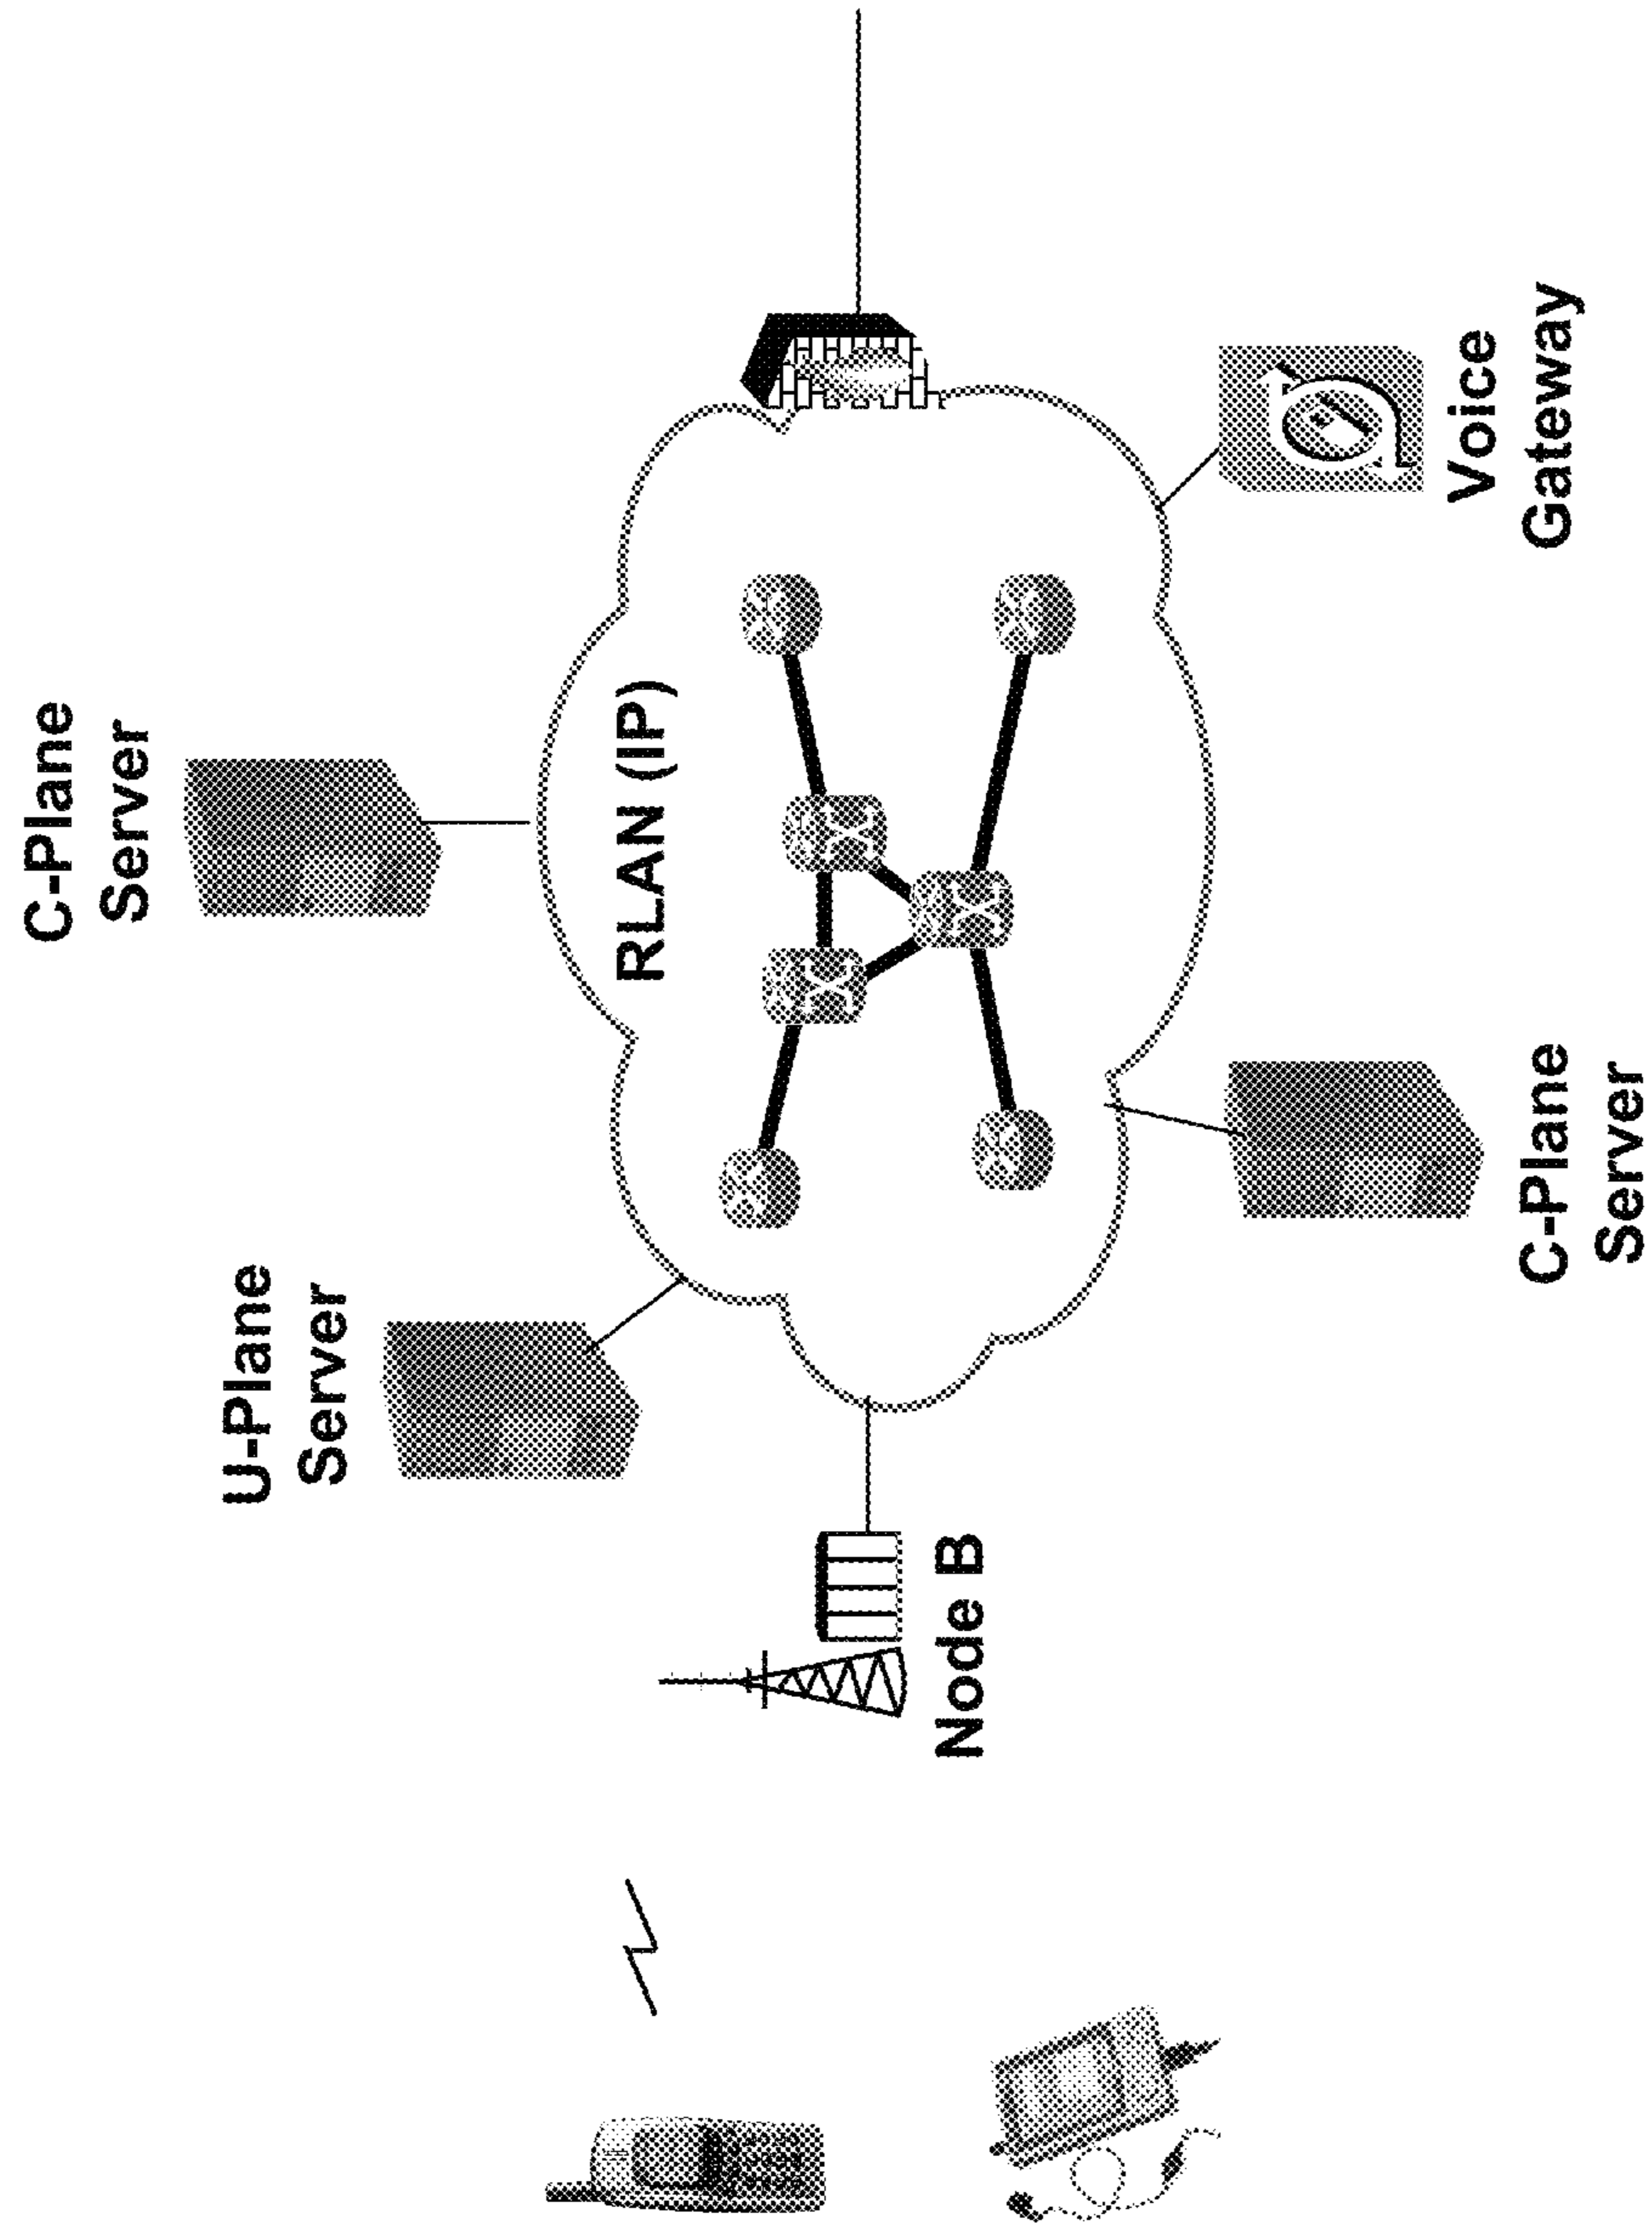 C-Plane
Server
U-Plane
Server
RLAN (IP)
Node B
C-Plane
Server
Voice
Gateway